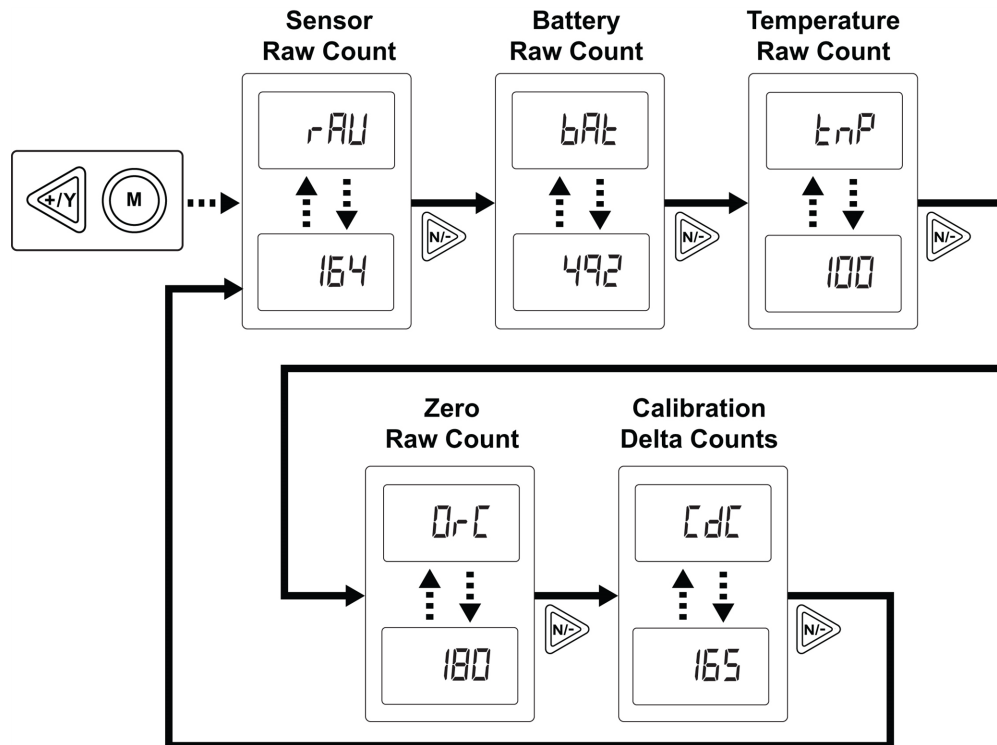 Sensor
Raw Count
Battery
Raw Count
Temperature
Raw Count
rAU
bAt
tnP
+/Y
M
N/-
N/-
N/-
164
492
100
Zero
Raw Count
Calibration
Delta Counts
0rC
CdC
N/-
N/-
180
165